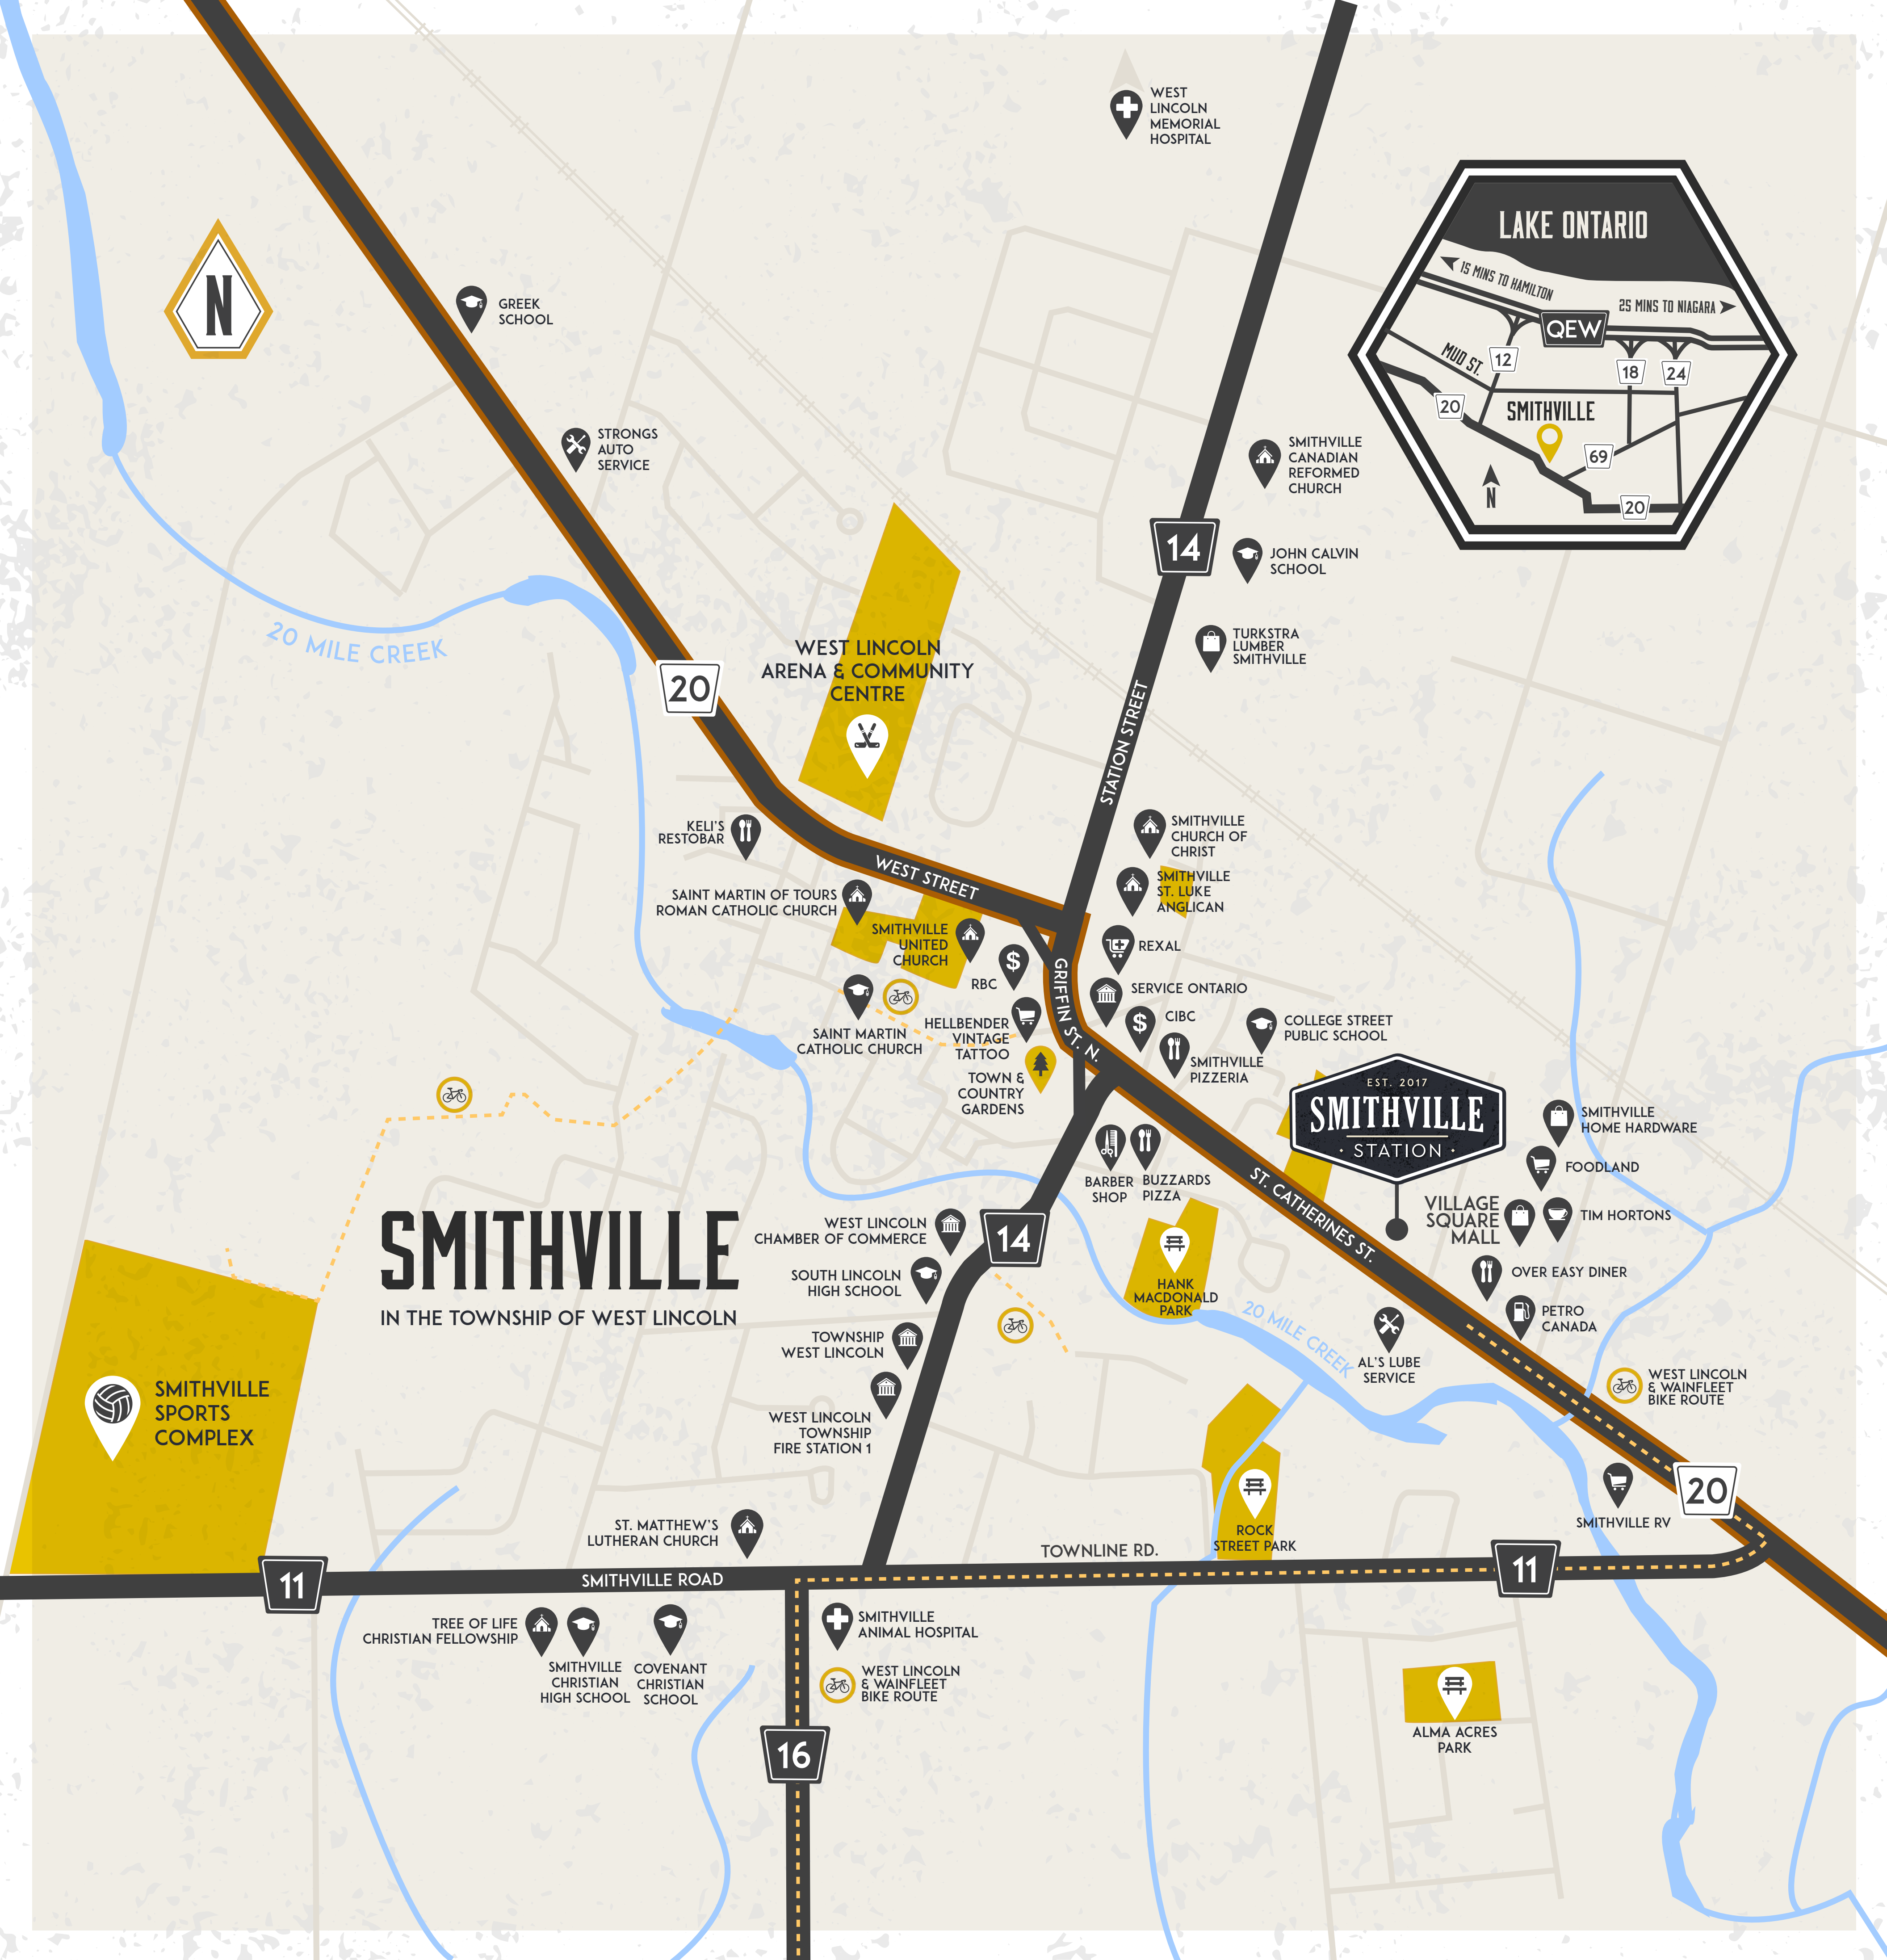 WEST
LINCOLN
MEMORIAL
HOSPITAL
N
GREEK
SCHOOL
STRONGS
AUTO
SERVICE
LAKE ONTARIO
15 MINS TO HAMILTON
25 MINS TO NIAGARA
QEW
MUD ST.
12
18
24
20
SMITHVILLE
69
N
20
SMITHVILLE
CANADIAN
REFORMED
CHURCH
14
JOHN CALVIN
SCHOOL
TURKSTRA
LUMBER
SMITHVILLE
20 MILE CREEK
20
WEST LINCOLN
ARENA & COMMUNITY
CENTRE
STATION STREET
KELI'S
RESTOBAR
WEST STREET
SMITHVILLE
CHURCH OF
CHRIST
SMITHVILLE
ST. LUKE
ANGLICAN
SAINT MARTIN OF TOURS
ROMAN CATHOLIC CHURCH
SMITHVILLE
UNITED
CHURCH
RBC
REXAL
GRIFFIN ST. N.
SERVICE ONTARIO
CIBC
COLLEGE STREET
PUBLIC SCHOOL
SAINT MARTIN
CATHOLIC CHURCH
HELLBENDER
VINTAGE
TATTOO
SMITHVILLE
PIZZERIA
TOWN &
COUNTRY
GARDENS
EST. 2017
SMITHVILLE
STATION
SMITHVILLE
HOME HARDWARE
FOODLAND
BARBER
SHOP
BUZZARDS
PIZZA
ST. CATHERINES ST.
VILLAGE
SQUARE
MALL
TIM HORTONS
SMITHVILLE
IN THE TOWNSHIP OF WEST LINCOLN
WEST LINCOLN
CHAMBER OF COMMERCE
14
SOUTH LINCOLN
HIGH SCHOOL
HANK
MACDONALD
PARK
OVER EASY DINER
PETRO
CANADA
20 MILE CREEK
AL'S LUBE
SERVICE
TOWNSHIP
WEST LINCOLN
SMITHVILLE
SPORTS
COMPLEX
WEST LINCOLN
TOWNSHIP
FIRE STATION 1
WEST LINCOLN
& WAINFLEET
BIKE ROUTE
20
SMITHVILLE RV
ROCK
STREET PARK
ST. MATTHEW'S
LUTHERAN CHURCH
TOWNLINE RD.
11
SMITHVILLE ROAD
11
TREE OF LIFE
CHRISTIAN FELLOWSHIP
SMITHVILLE
CHRISTIAN
HIGH SCHOOL
COVENANT
CHRISTIAN
SCHOOL
SMITHVILLE
ANIMAL HOSPITAL
WEST LINCOLN
& WAINFLEET
BIKE ROUTE
16
ALMA ACRES
PARK